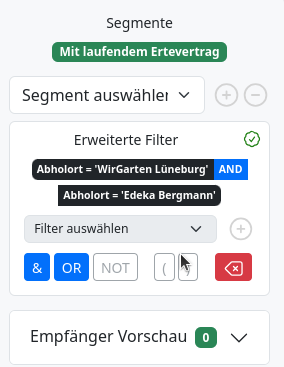 Segmente
Mit laufendem Ertevertrag
Segment auswähler
Erweiterte Filter
Abholort = 'WirGarten Lüneburg' AND
Abholort = 'Edeka Bergmann'
Filter auswählen
& OR NOT ( )
Empfänger Vorschau 0